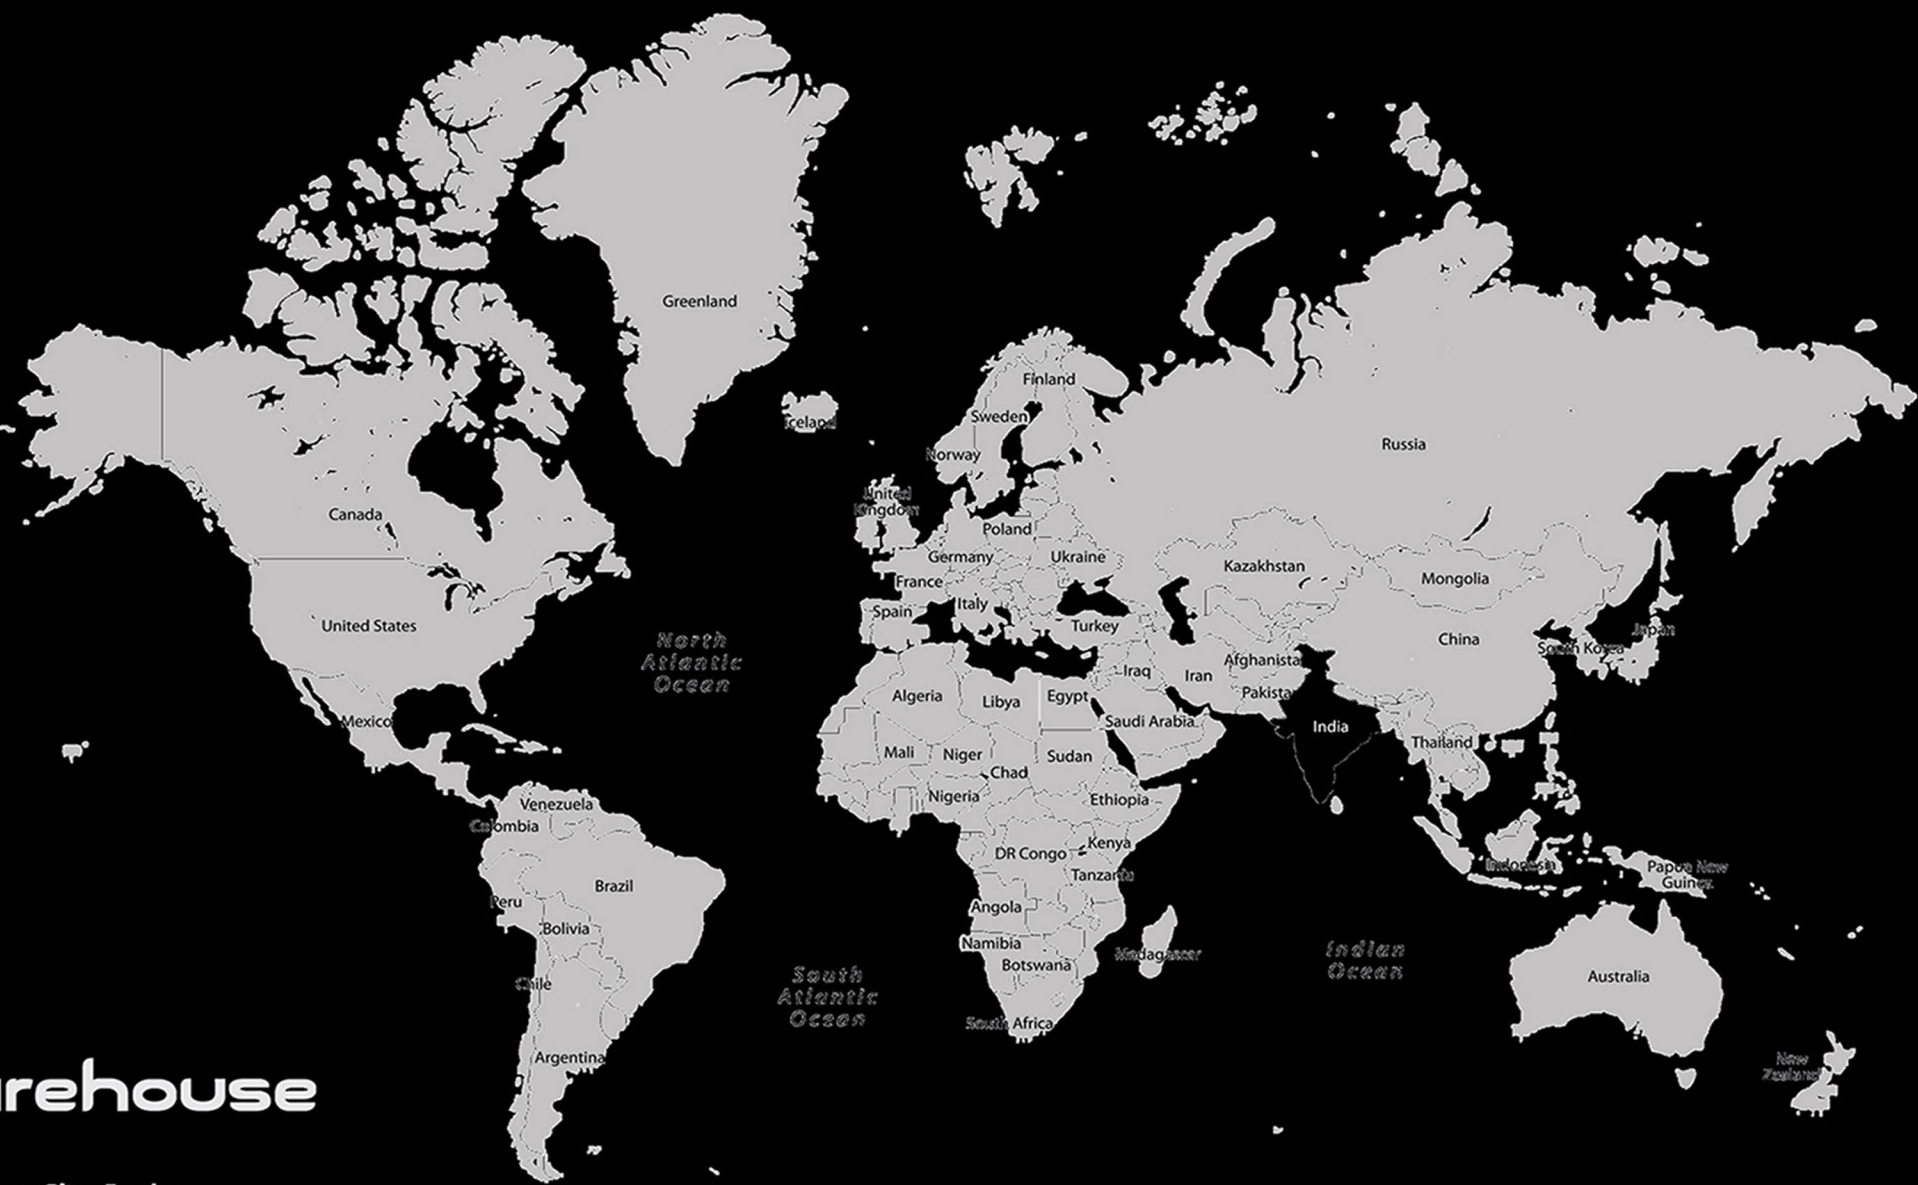 Greenland
Iceland
Finland
Sweden
Norway
Russia
United
Kingdom
Canada
Poland
Germany
Ukraine
France
Kazakhstan
Mongolia
Spain
Italy
United States
Turkey
China
Japan
South Korea
North
Atlantic
Ocean
Iraq
Iran
Afghanista
Pakista
Algeria
Libya
Egypt
Saudi Arabia
Mexico
India
Thailand
Mali
Niger
Chad
Sudan
Nigeria
Ethiopia
Venezuela
Colombia
DR Congo
Kenya
Tanzania
Indonesia
Papua New
Guinea
Brazil
Peru
Bolivia
Angola
Namibia
Botswana
Madagascar
South
Atlantic
Ocean
Indian
Ocean
Australia
Chile
South Africa
Argentina
New
Zealand
rehouse